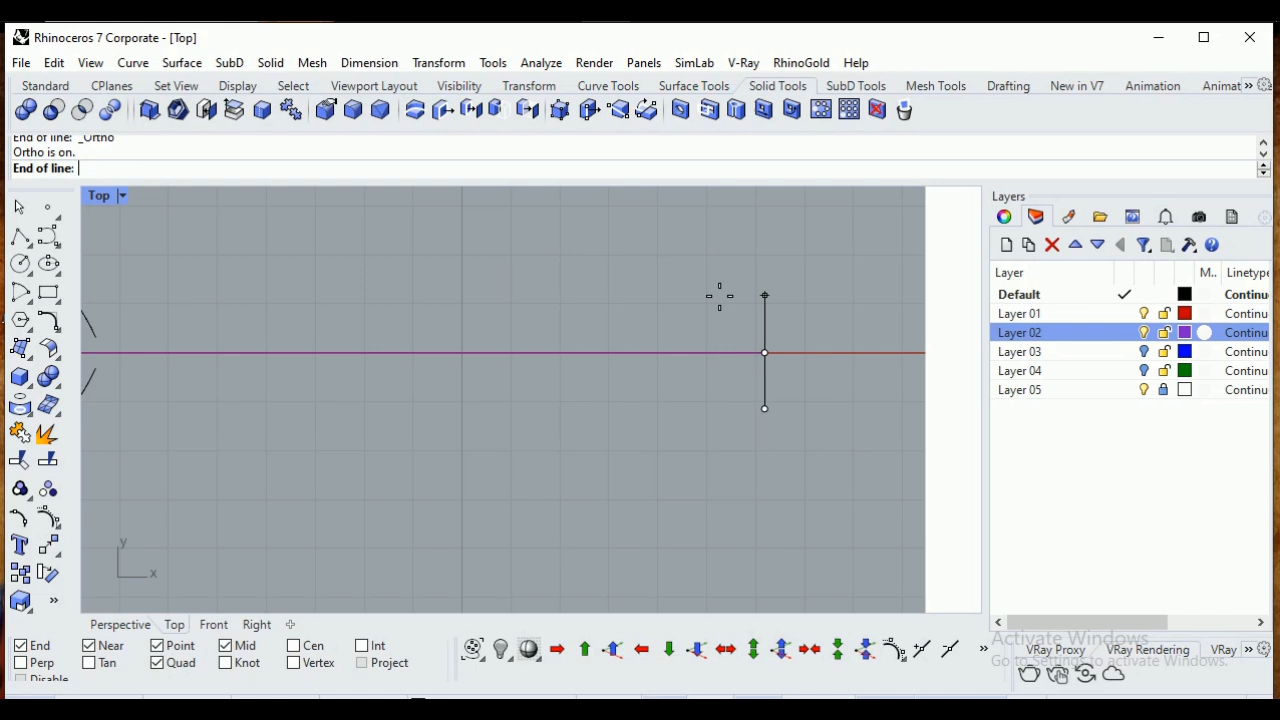 Rhinoceros 7 Corporate - [Top]
File Edit View Curve Surface SubD Solid Mesh Dimension Transform Tools Analyze Render Panels SimLab V-Ray RhinoGold Help
Standard CPlanes Set View Display Select Viewport Layout Visibility Transform Curve Tools Surface Tools Solid Tools SubD Tools Mesh Tools Drafting New in V7 Animation Animat »
End of line: _Ortho
Ortho is on.
End of line:
Top
Layers
Layer M.. Linetype
Default Continu
Layer 01 Continu
Layer 02 Continu
Layer 03 Continu
Layer 04 Continu
Layer 05 Continu
y
x
»
Perspective Top Front Right
End Near Point Mid Cen Int
Perp Tan Quad Knot Vertex Project
Disable
»
Activate Windows
Go to Settings to activate Windows.
V-Ray Proxy V-Ray Rendering V-Ray »